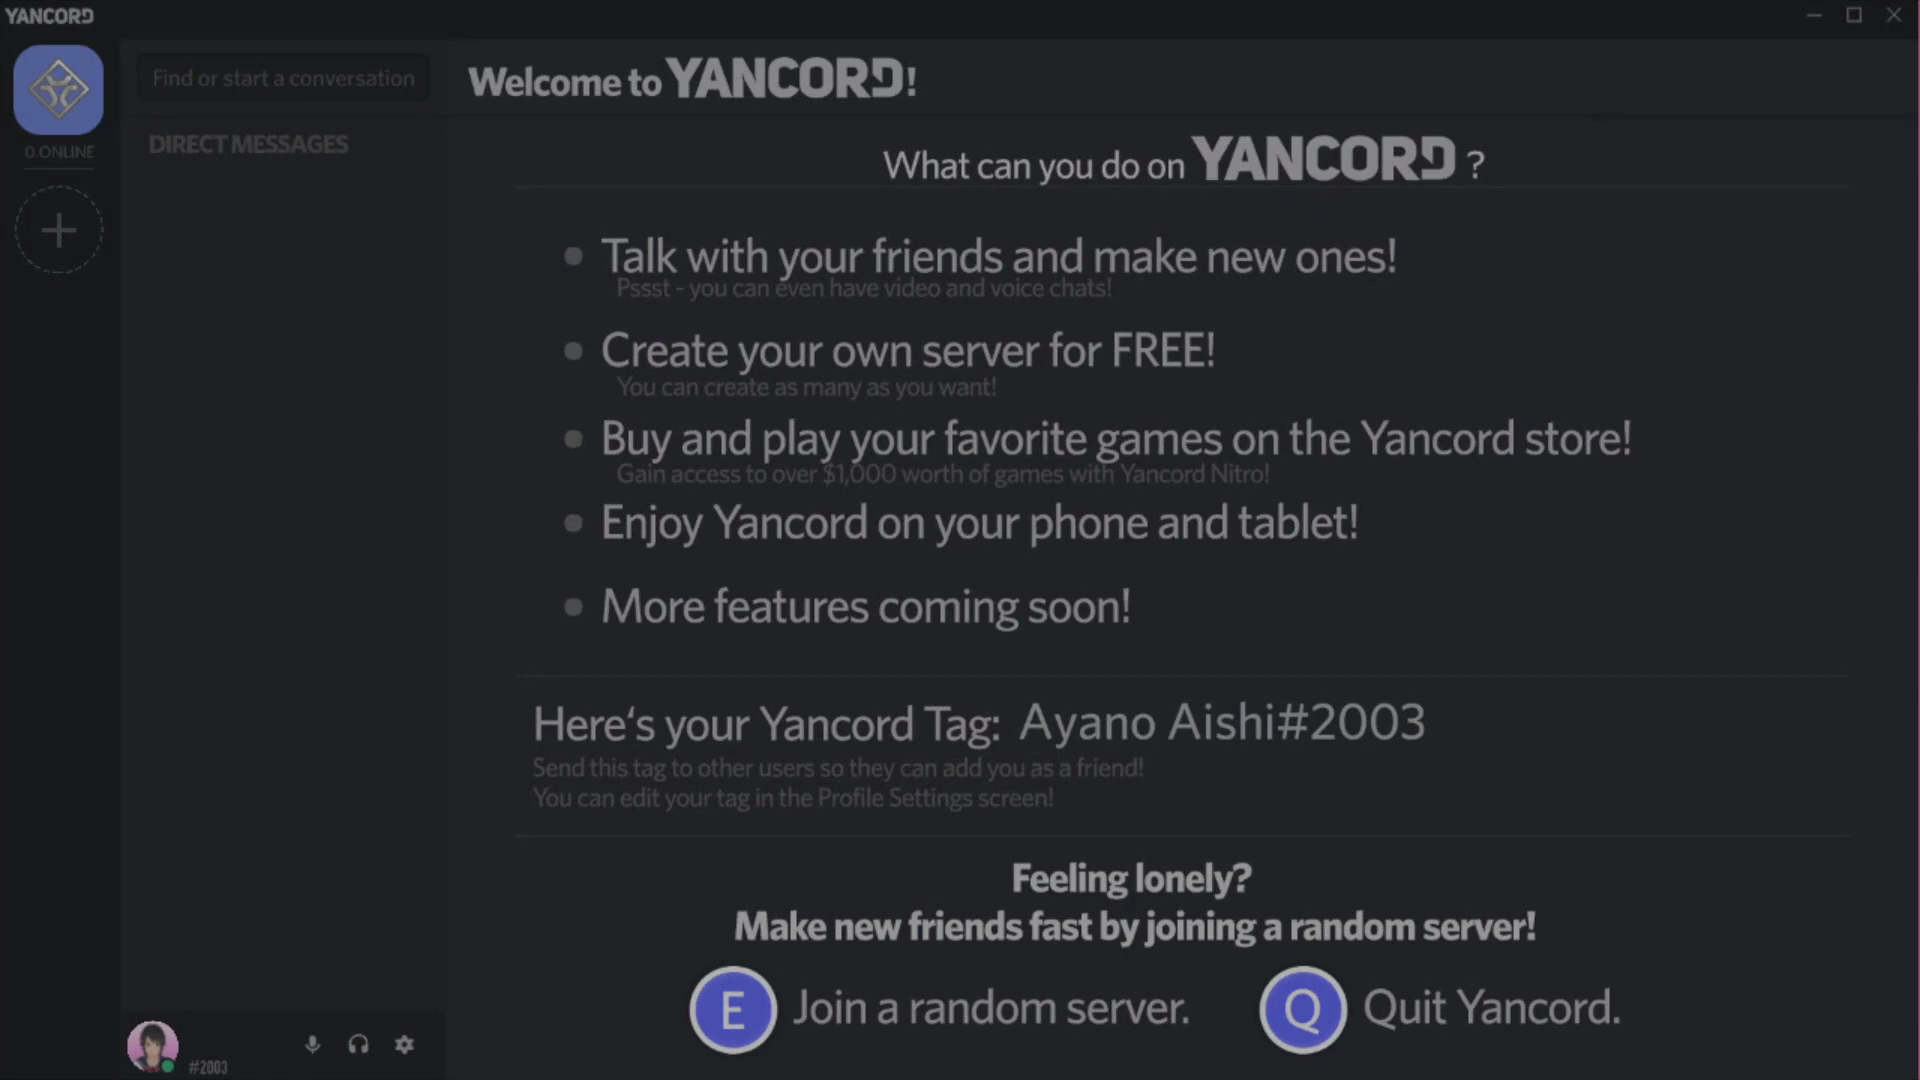 YANCORD
Find or start a conversation
Welcome to YANCORD!
0 ONLINE
DIRECT MESSAGES
What can you do on YANCORD ?
Talk with your friends and make new ones!
Pssst - you can even have video and voice chats!
Create your own server for FREE!
You can create as many as you want!
Buy and play your favorite games on the Yancord store!
Gain access to over $1,000 worth of games with Yancord Nitro!
Enjoy Yancord on your phone and tablet!
More features coming soon!
Here‘s your Yancord Tag: Ayano Aishi#2003
Send this tag to other users so they can add you as a friend!
You can edit your tag in the Profile Settings screen!
Feeling lonely?
Make new friends fast by joining a random server!
E Join a random server. Q Quit Yancord.
#2003